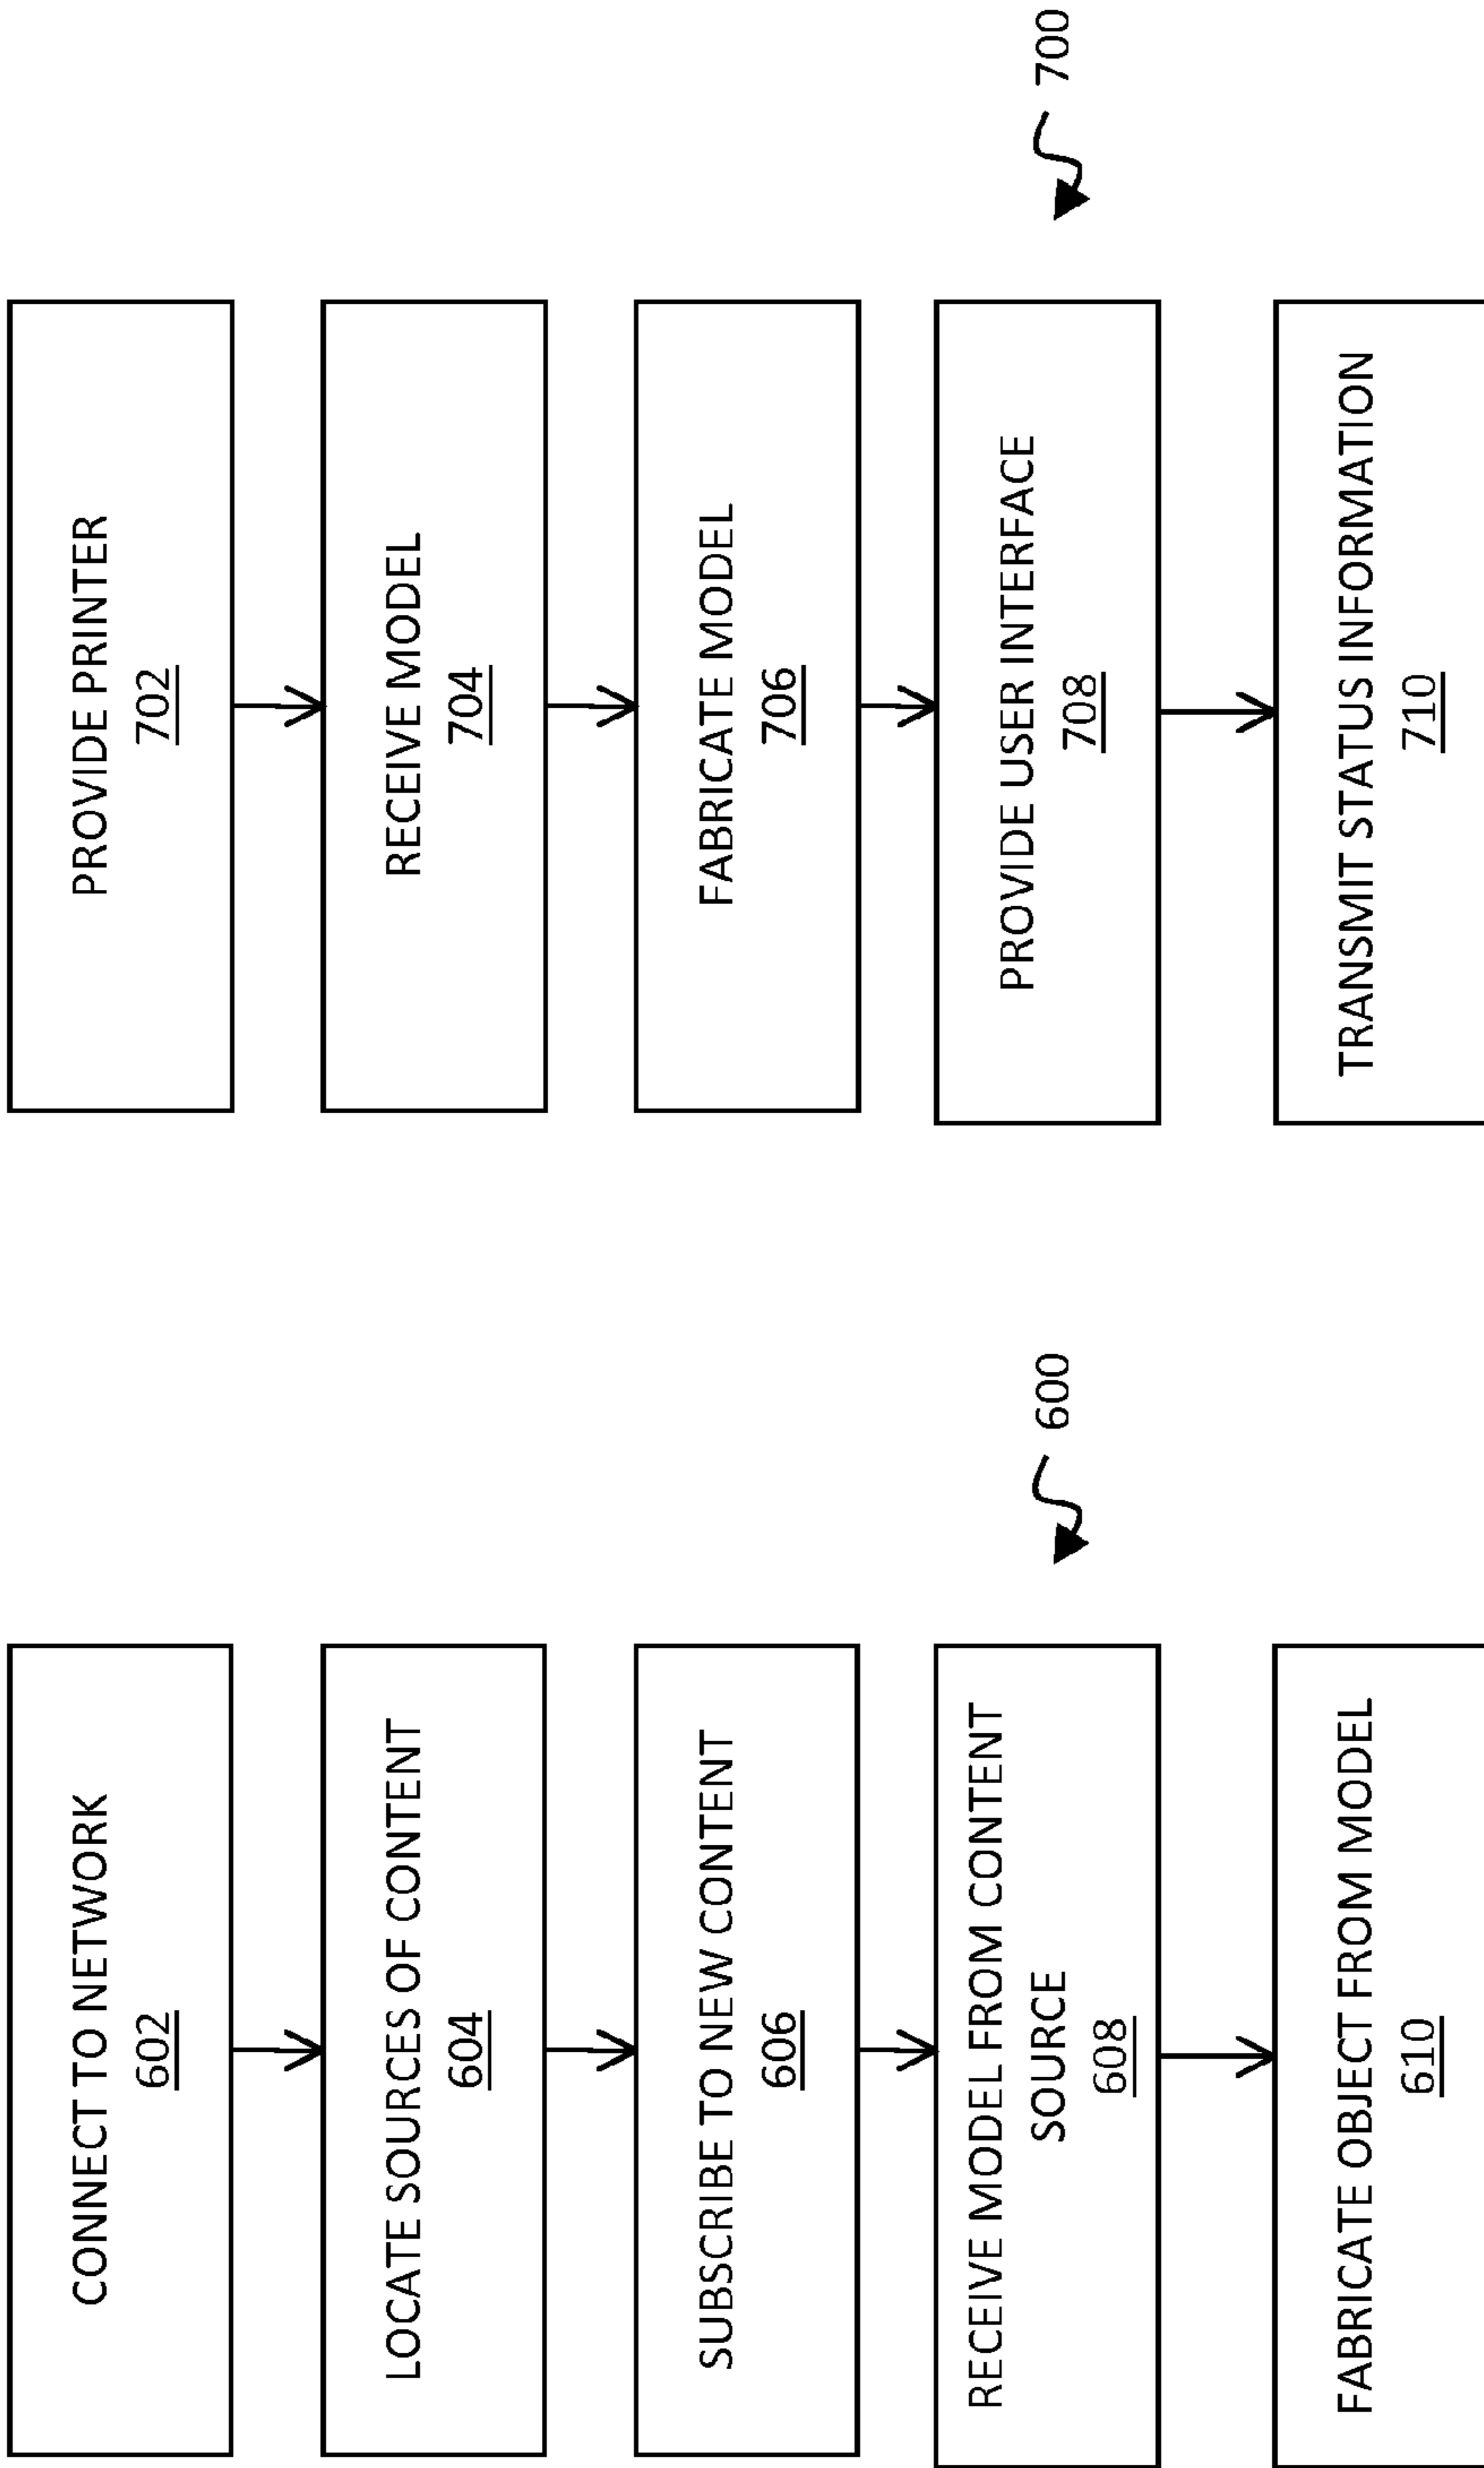 CONNECT TO NETWORK
602
LOCATE SOURCES OF CONTENT
604
SUBSCRIBE TO NEW CONTENT
606
RECEIVE MODEL FROM CONTENT
SOURCE
608
FABRICATE OBJECT FROM MODEL
610
600
PROVIDE PRINTER
702
RECEIVE MODEL
704
FABRICATE MODEL
706
PROVIDE USER INTERFACE
708
TRANSMIT STATUS INFORMATION
710
700